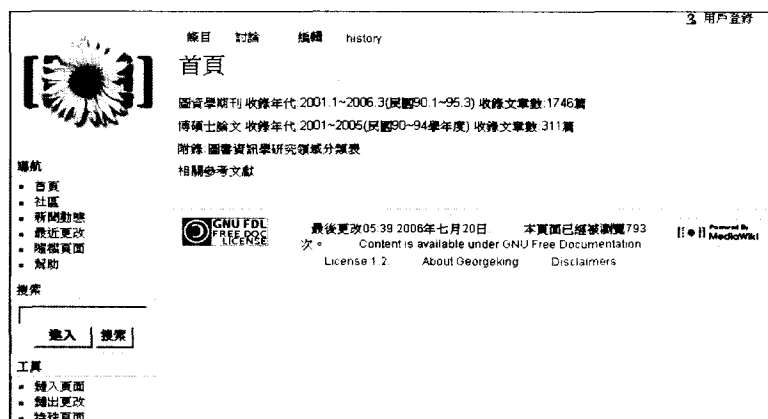 用戶登錄
條目 討論 編輯 history
首頁
圖資學期刊 收錄年代:2001.1~2006.3(民國90.1~95.3) 收錄文章數:1746篇
博碩士論文 收錄年代:2001~2005(民國90~94學年度) 收錄文章數:311篇
附錄:圖書資訊學研究領域分類表
相關參考文獻
導航
首頁
社區
新聞動態
最近更改
隨機頁面
幫助
搜索
進入 搜索
工具
鏈入頁面
鏈出更改
特殊頁面
GNU FDL
FREE DOC
LICENSE
最後更改05:39 2006年七月20日. 本頁面已經被瀏覽793
次。 Content is available under GNU Free Documentation
License 1.2. About Georgeking Disclaimers
Powered By
MediaWiki